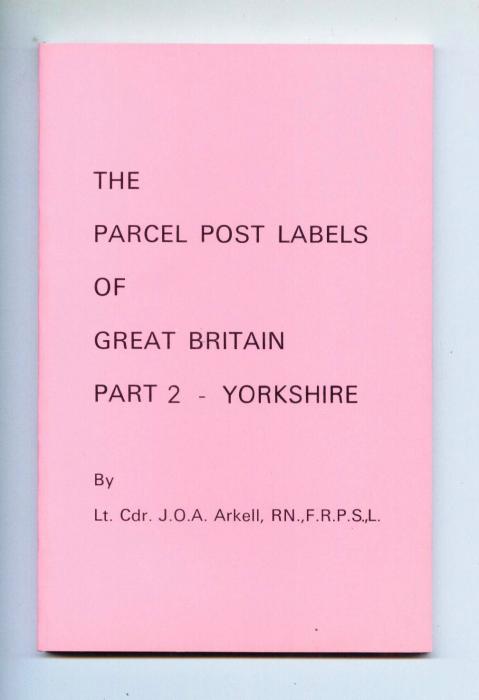 THE
PARCEL POST LABELS
OF
GREAT BRITAIN
PART 2 - YORKSHIRE
By
Lt. Cdr. J.O.A. Arkell, RN.,F.R.P.S.,L.